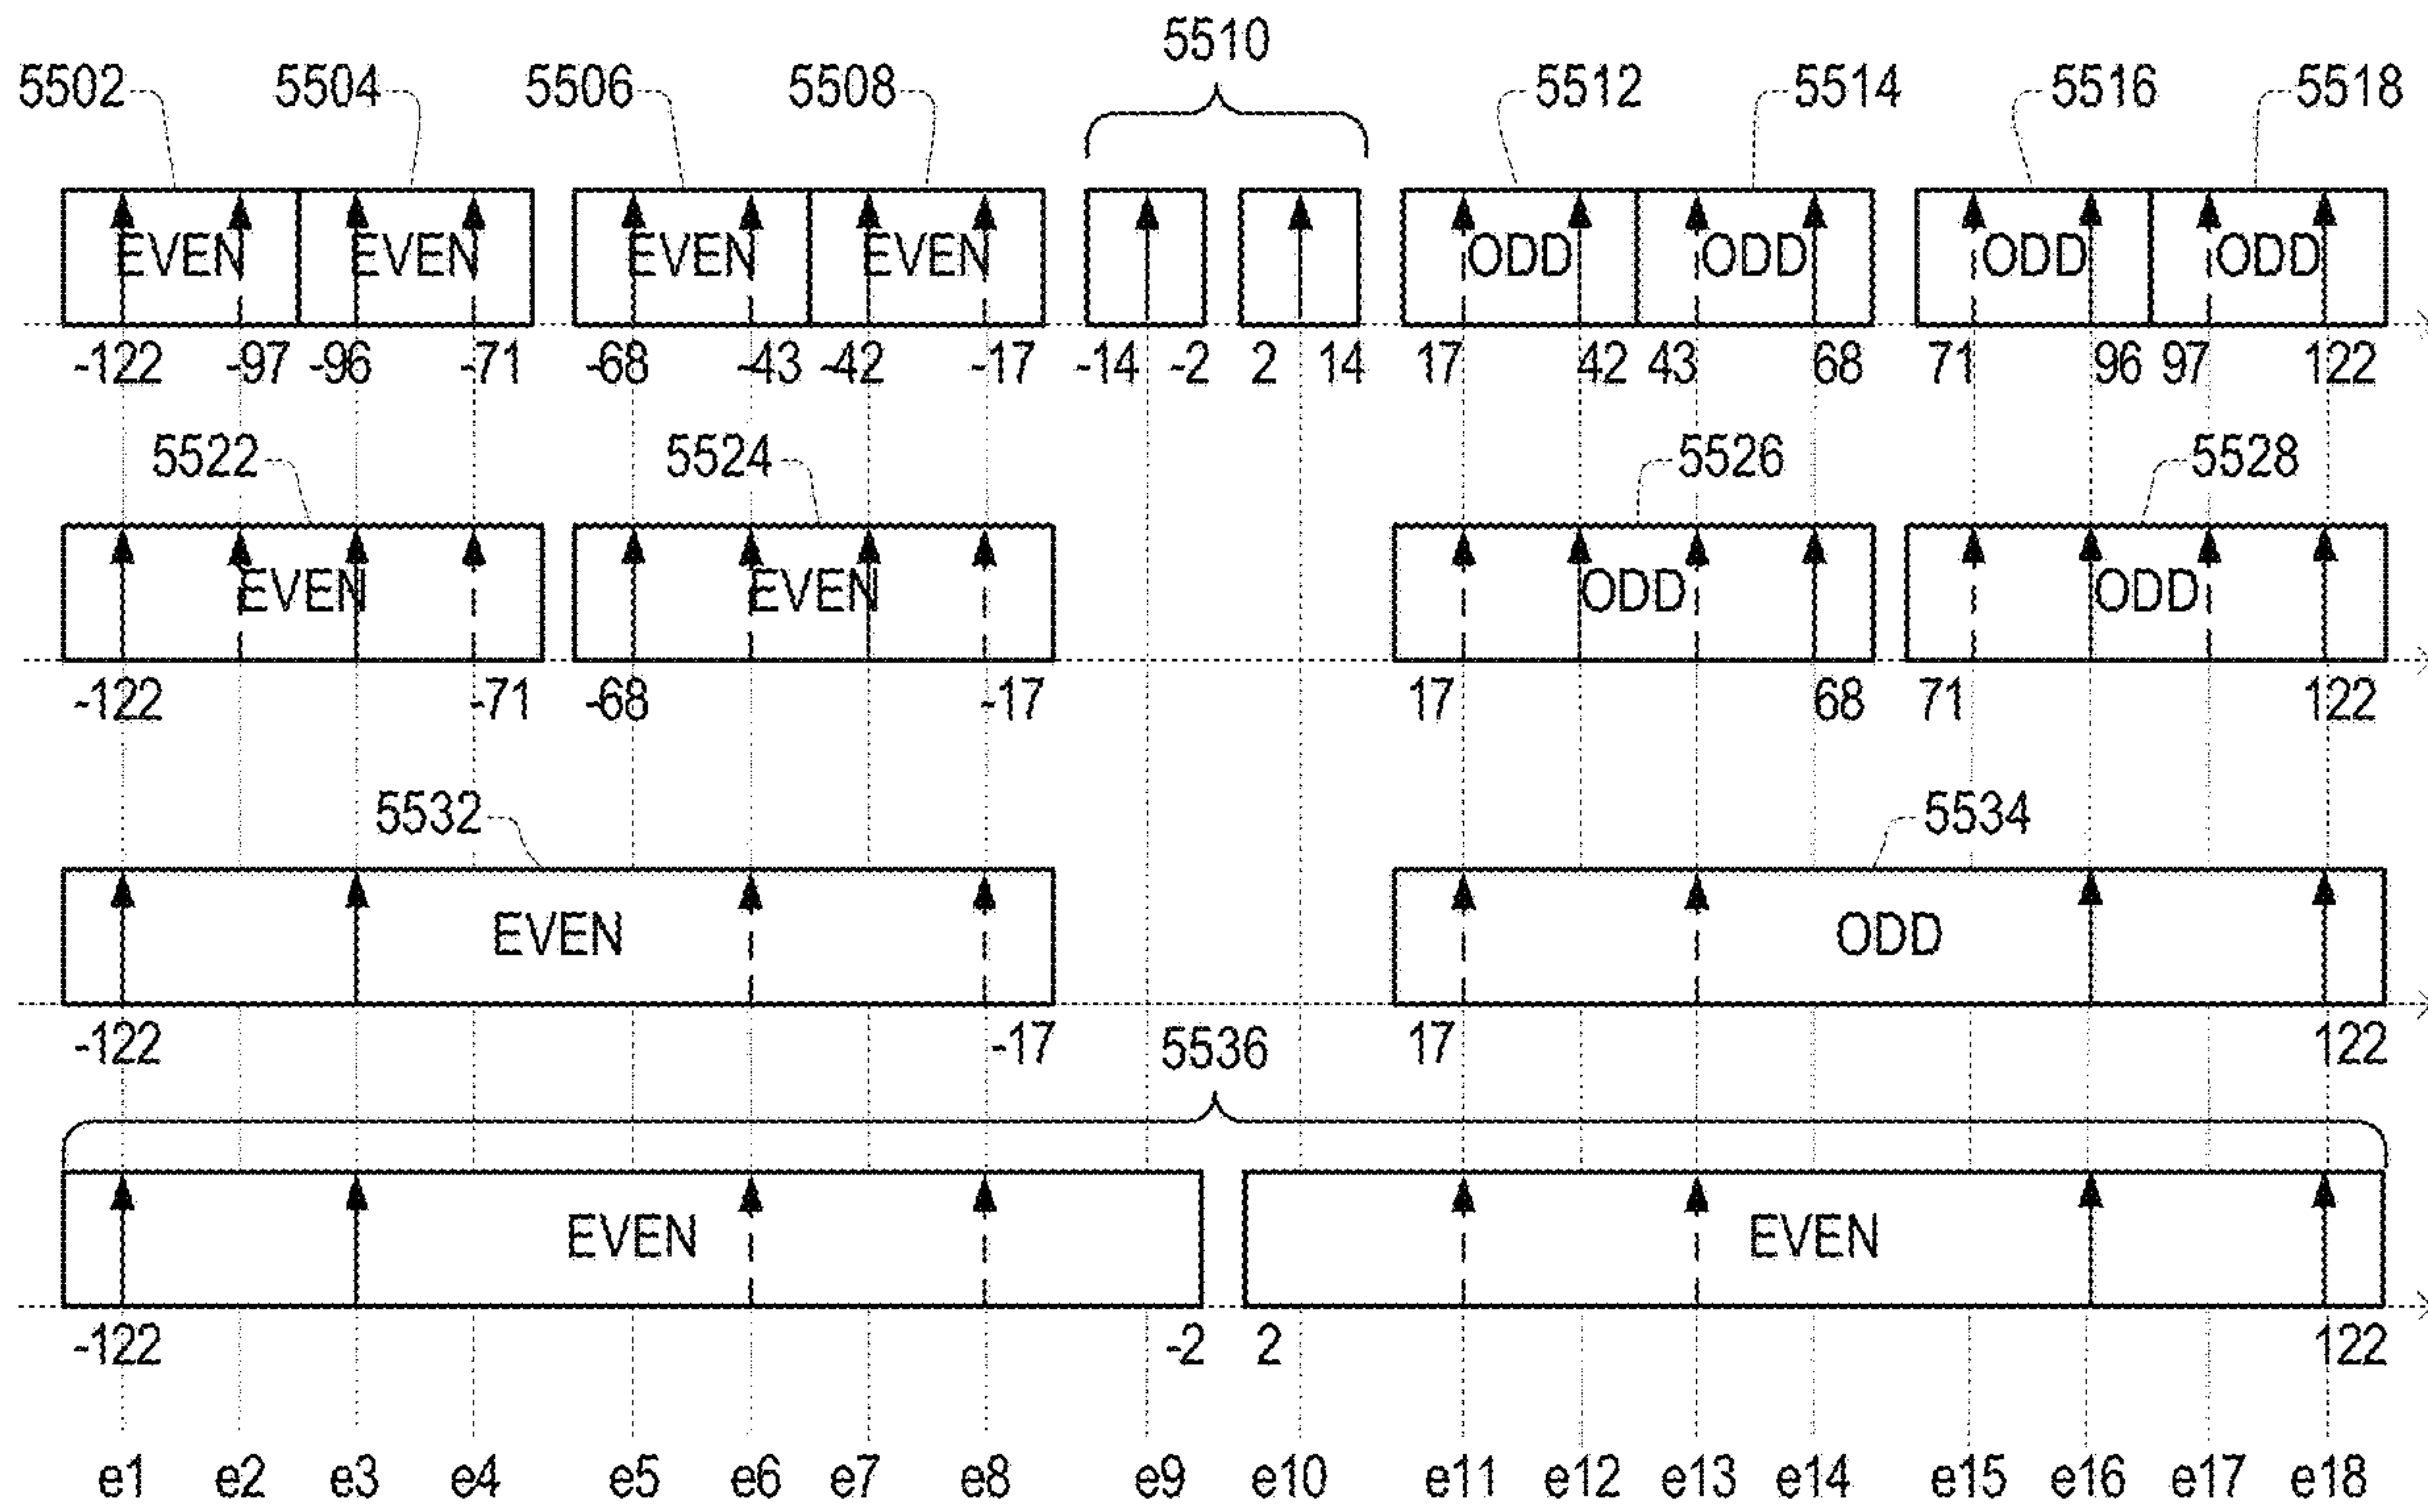 5510
5502 5504 5506 5508 5512 5514 5516 5518
EVEN EVEN EVEN EVEN ODD ODD ODD ODD
-122 -97 -96 -71 -68 -43 -42 -17 -14 -2 2 14 17 42 43 68 71 96 97 122
5522 5524 5526 5528
EVEN EVEN ODD ODD
-122 -71 -68 -17 17 68 71 122
5532 5534
EVEN ODD
-122 -17 17 122
5536
EVEN EVEN
-122 -2 2 122
e1 e2 e3 e4 e5 e6 e7 e8 e9 e10 e11 e12 e13 e14 e15 e16 e17 e18